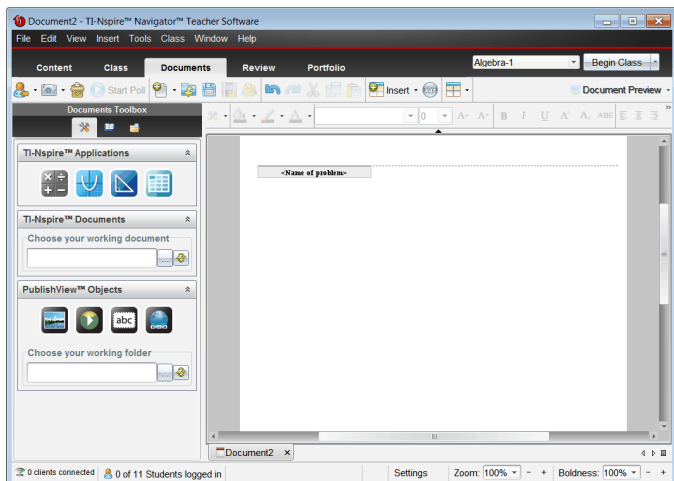 Document2 - TI-Nspire™ Navigator™ Teacher Software
File Edit View Insert Tools Class Window Help
Content Class Documents Review Portfolio Algebra-1 Begin Class
Start Poll Insert Document Preview
Documents Toolbox
0 A- A+ B I U ABC
TI-Nspire™ Applications
<Name of problem>
TI-Nspire™ Documents
Choose your working document
...
PublishView™ Objects
abc
Choose your working folder
...
Document2 ×
0 clients connected 0 of 11 Students logged in Settings Zoom: 100% - + Boldness: 100% - +